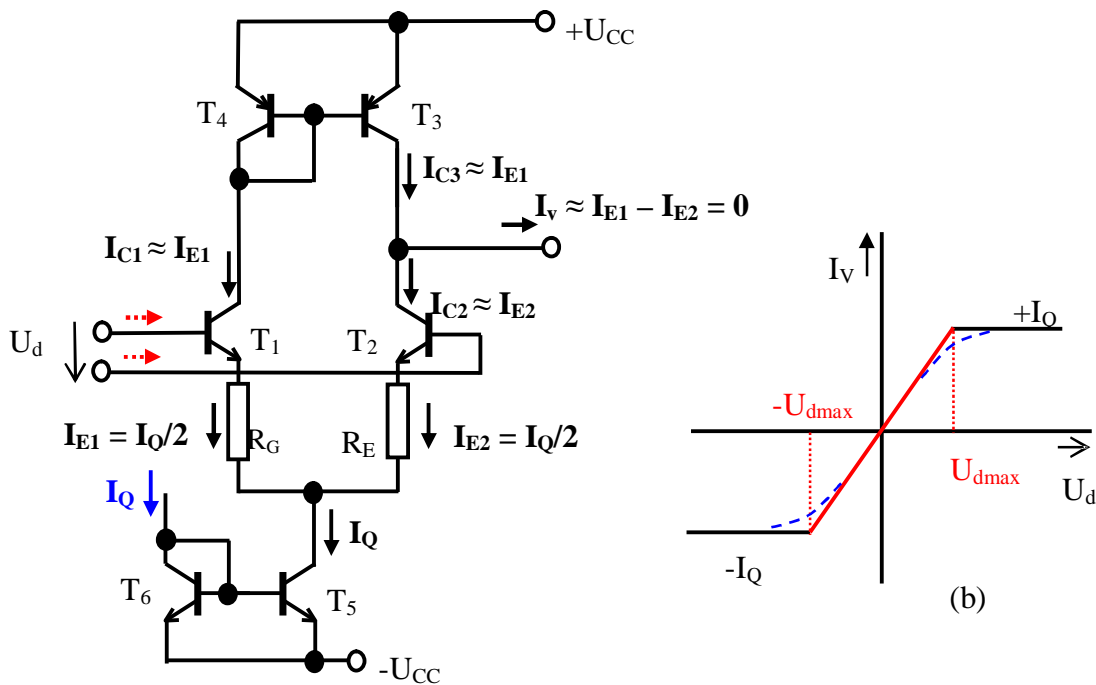 +U_CC
T_4
T_3
I_C3 ≈ I_E1
I_v ≈ I_E1 – I_E2 = 0
I_C1 ≈ I_E1
I_C2 ≈ I_E2
U_d
T_1
T_2
I_E1 = I_Q/2
R_G
R_E
I_E2 = I_Q/2
I_Q
I_Q
T_6
T_5
-U_CC
I_V
+I_Q
-U_dmax
U_dmax
U_d
-I_Q
(b)